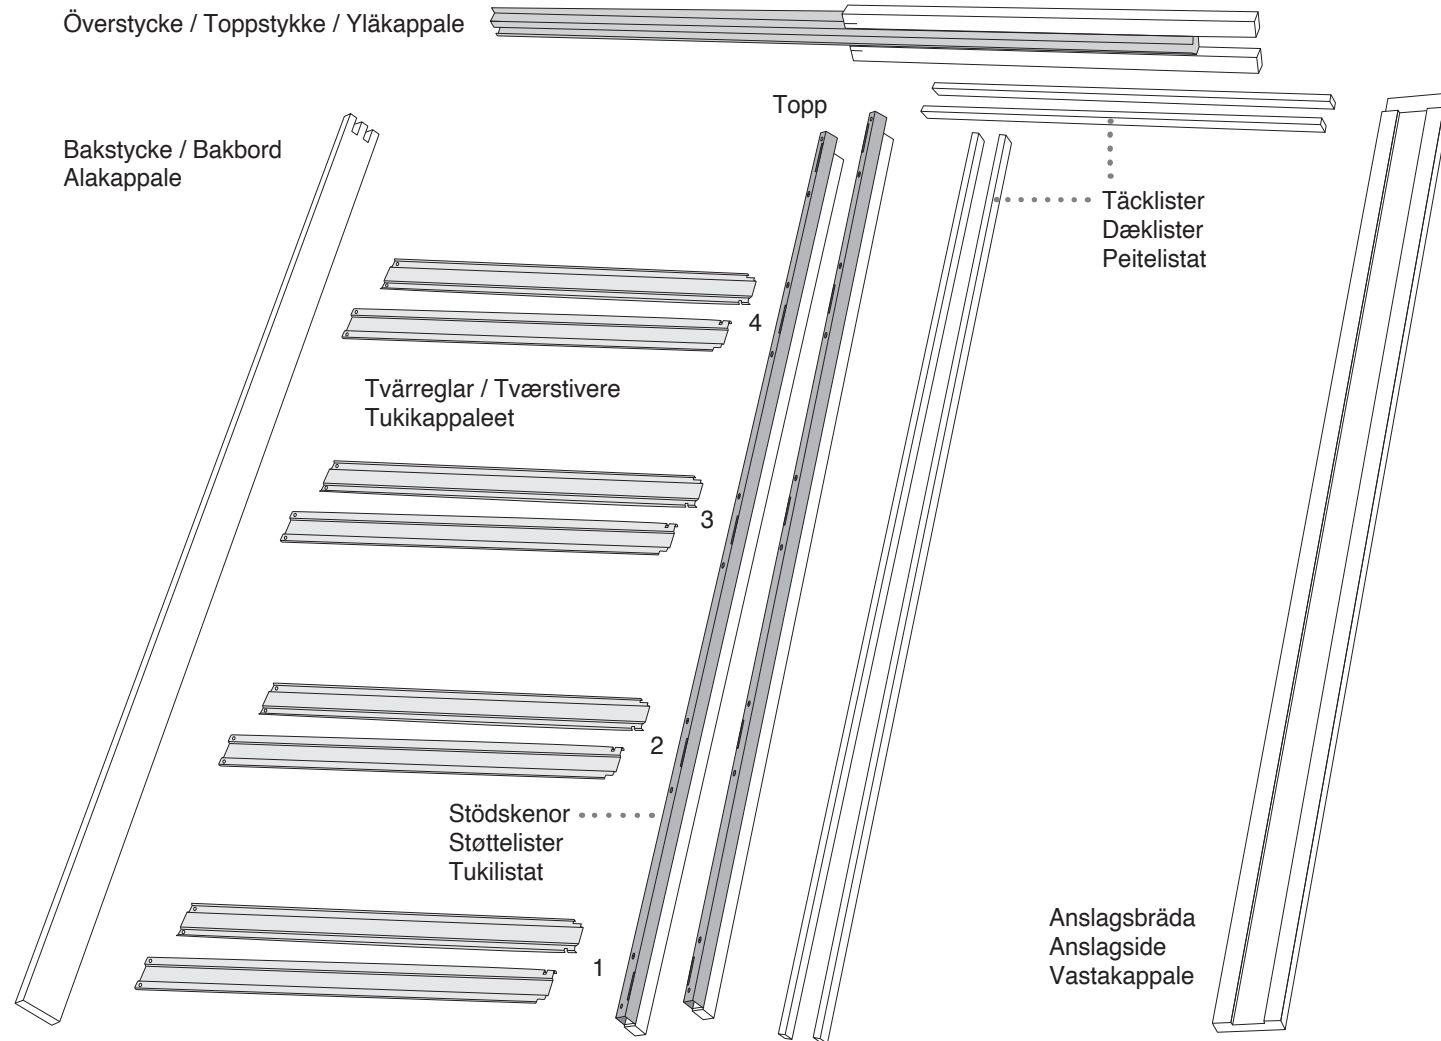 Överstycke / Toppstykke / Yläkappale
Topp
Bakstycke / Bakbord
Alakappale
Täcklister
Dæklister
Peitelistat
4
Tvärreglar / Tværstivere
Tukikappaleet
3
2
Stödskenor
Støttelister
Tukilistat
Anslagsbräda
Anslagside
Vastakappale
1